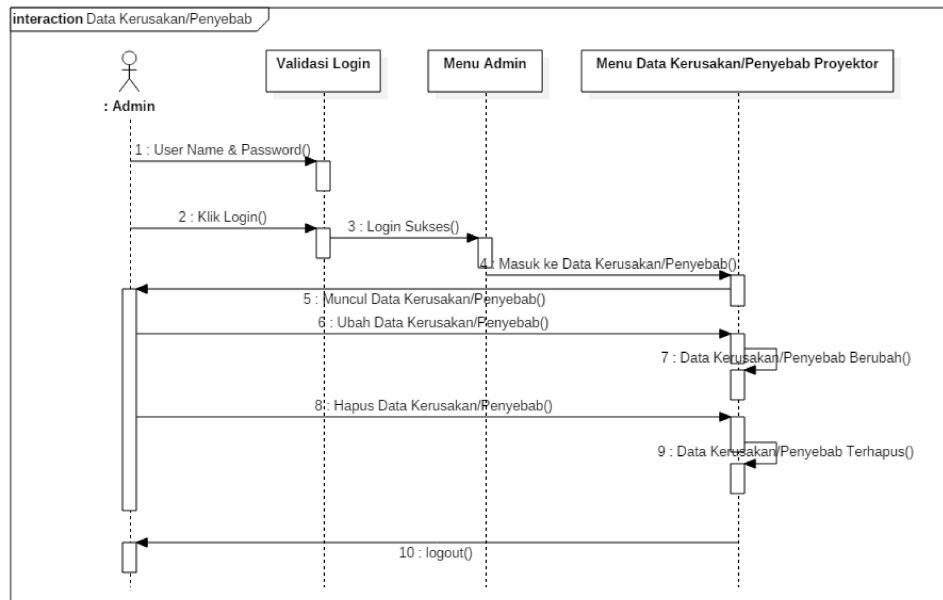 interaction Data Kerusakan/Penyebab
Validasi Login
Menu Admin
Menu Data Kerusakan/Penyebab Proyektor
: Admin
1 : User Name & Password()
2 : Klik Login()
3 : Login Sukses()
4 : Masuk ke Data Kerusakan/Penyebab()
5 : Muncul Data Kerusakan/Penyebab()
6 : Ubah Data Kerusakan/Penyebab()
7 : Data Kerusakan/Penyebab Berubah()
8 : Hapus Data Kerusakan/Penyebab()
9 : Data Kerusakan/Penyebab Terhapus()
10 : logout()